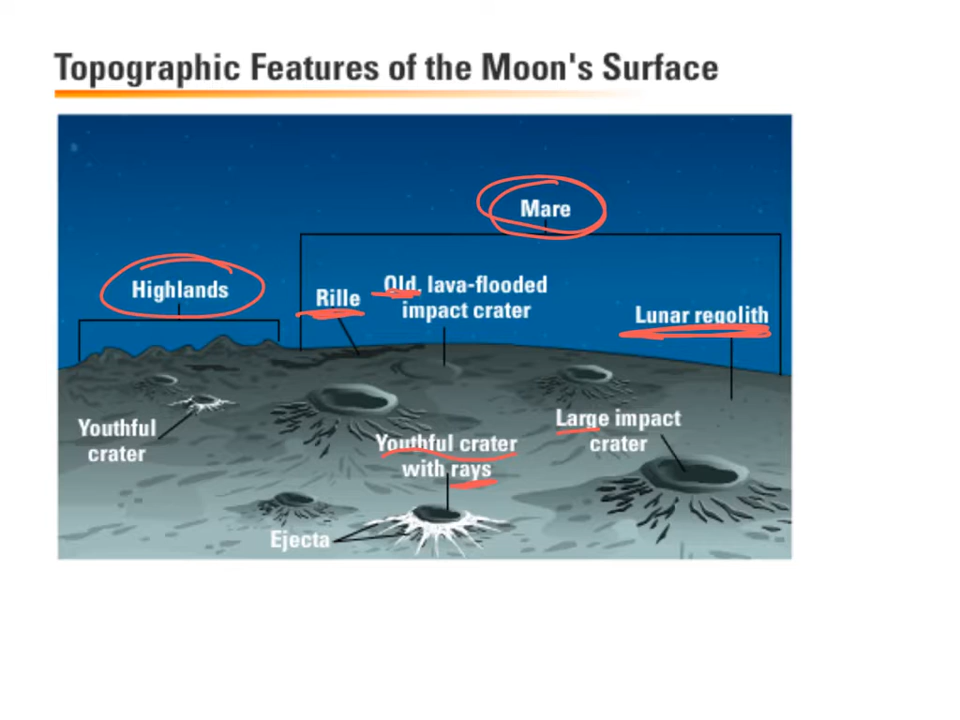 Topographic Features of the Moon's Surface
Mare
Highlands
Rille
Old, lava-flooded
impact crater
Lunar regolith
Youthful
crater
Youthful crater
with rays
Large impact
crater
Ejecta